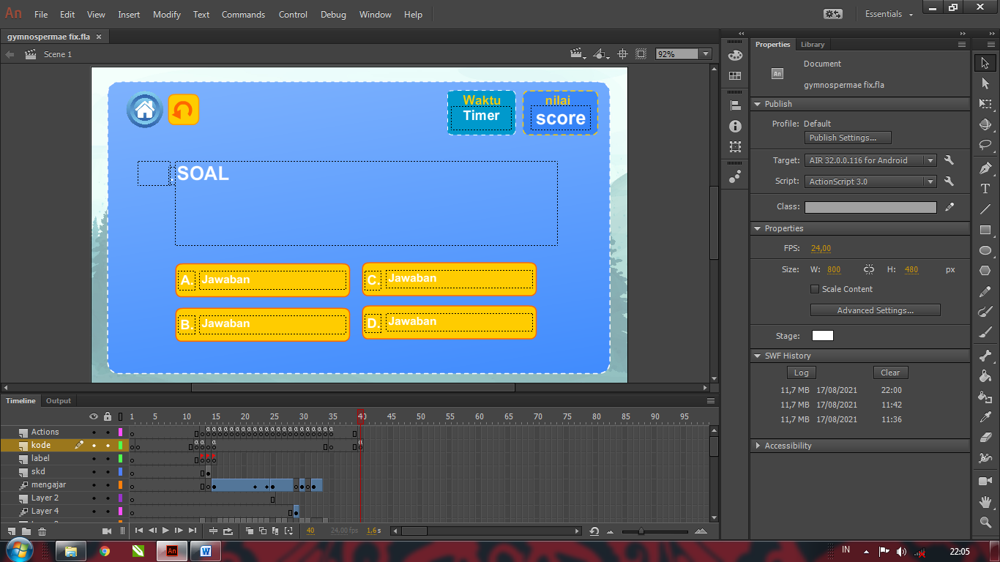 An File Edit View Insert Modify Text Commands Control Debug Window Help Essentials
gymnospermae fix.fla ×
Scene 1 92%
Properties Library
Document
An gymnospermae fix.fla
Publish
Profile: Default
Publish Settings...
Target: AIR 32.0.0.116 for Android
Script: ActionScript 3.0
Class:
Properties
FPS: 24,00
Size: W: 800 H: 480 px
Scale Content
Advanced Settings...
Stage:
SWF History
Log Clear
11,7 MB 17/08/2021 22:00
11,7 MB 17/08/2021 11:42
11,7 MB 17/08/2021 11:36
Accessibility
Waktu
Timer
nilai
score
.SOAL
A. Jawaban
C. Jawaban
B. Jawaban
D. Jawaban
Timeline Output
1 5 10 15 20 25 30 35 40 45 50 55 60 65 70 75 80 85 90 95
Actions
kode
label
skd
mengajar
Layer 2
Layer 4
40 24,00 fps 1,6 s
An W IN 22:05